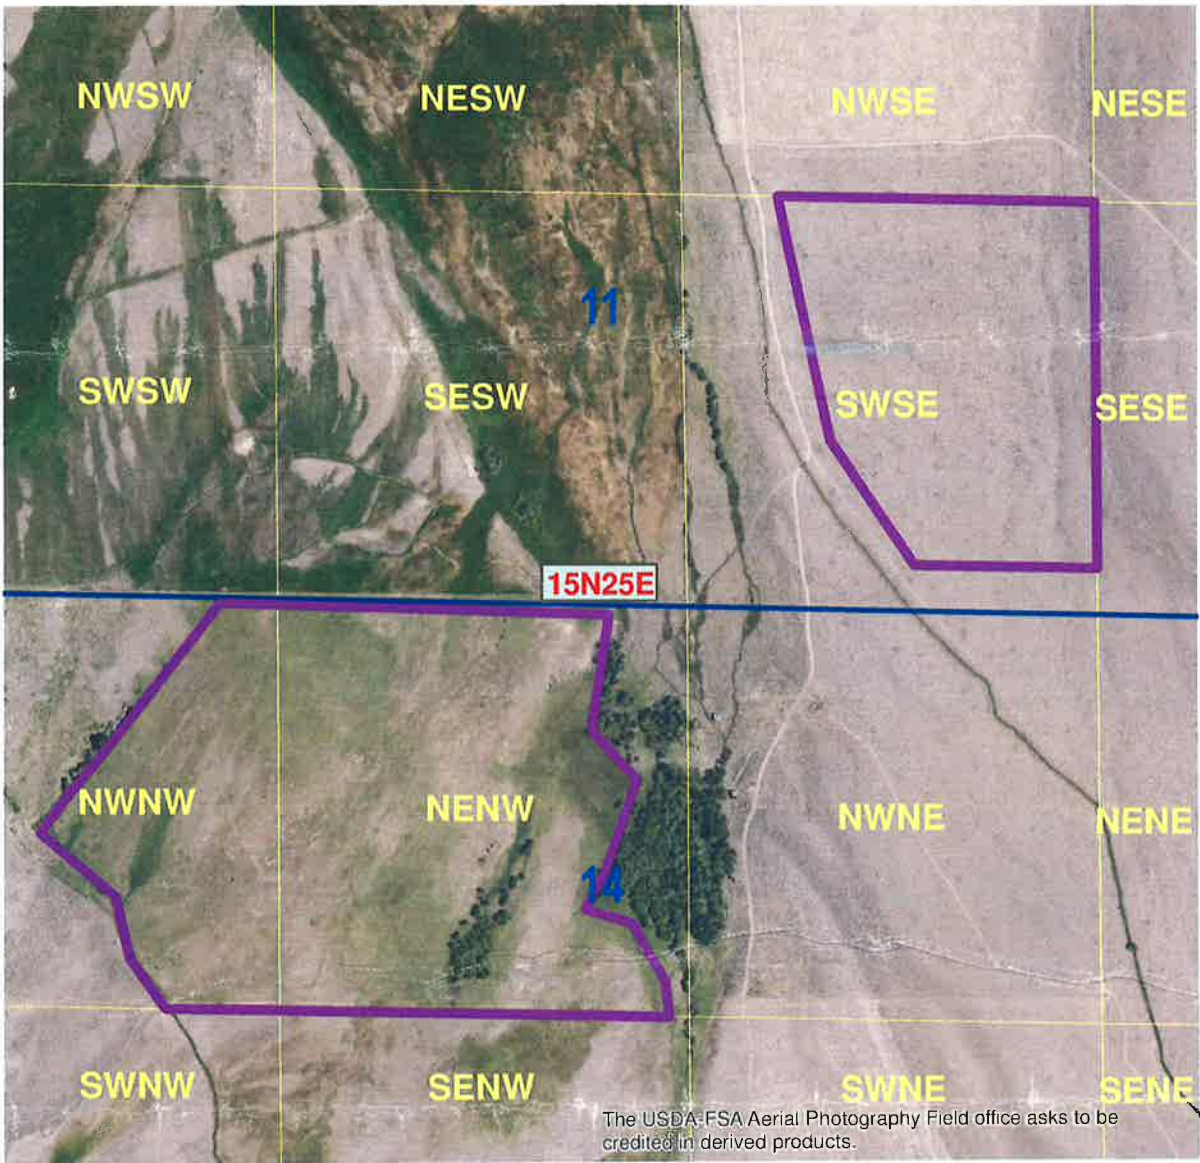 NWSW NESW NWSE NESE
11
SWSW SESW SWSE SESE
15N25E
NWNW NENW NWNE NENE
14
SWNW SENW SWNE SENE
The USDA-FSA Aerial Photography Field office asks to be
credited in derived products.